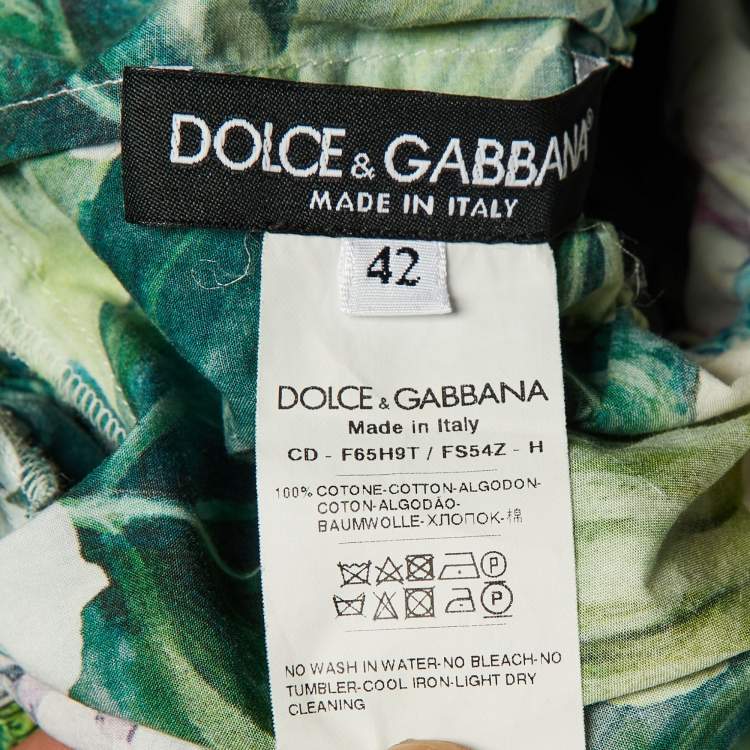 DOLCE & GABBANA®
MADE IN ITALY
42
DOLCE & GABBANA
Made in Italy
CD - F65H9T / FS54Z - H
100% COTONE-COTTON-ALGODON-
COTON-ALGODÃO-
BAUMWOLLE-ХЛОПОК-棉
P
P
NO WASH IN WATER-NO BLEACH-NO
TUMBLER-COOL IRON-LIGHT DRY
CLEANING